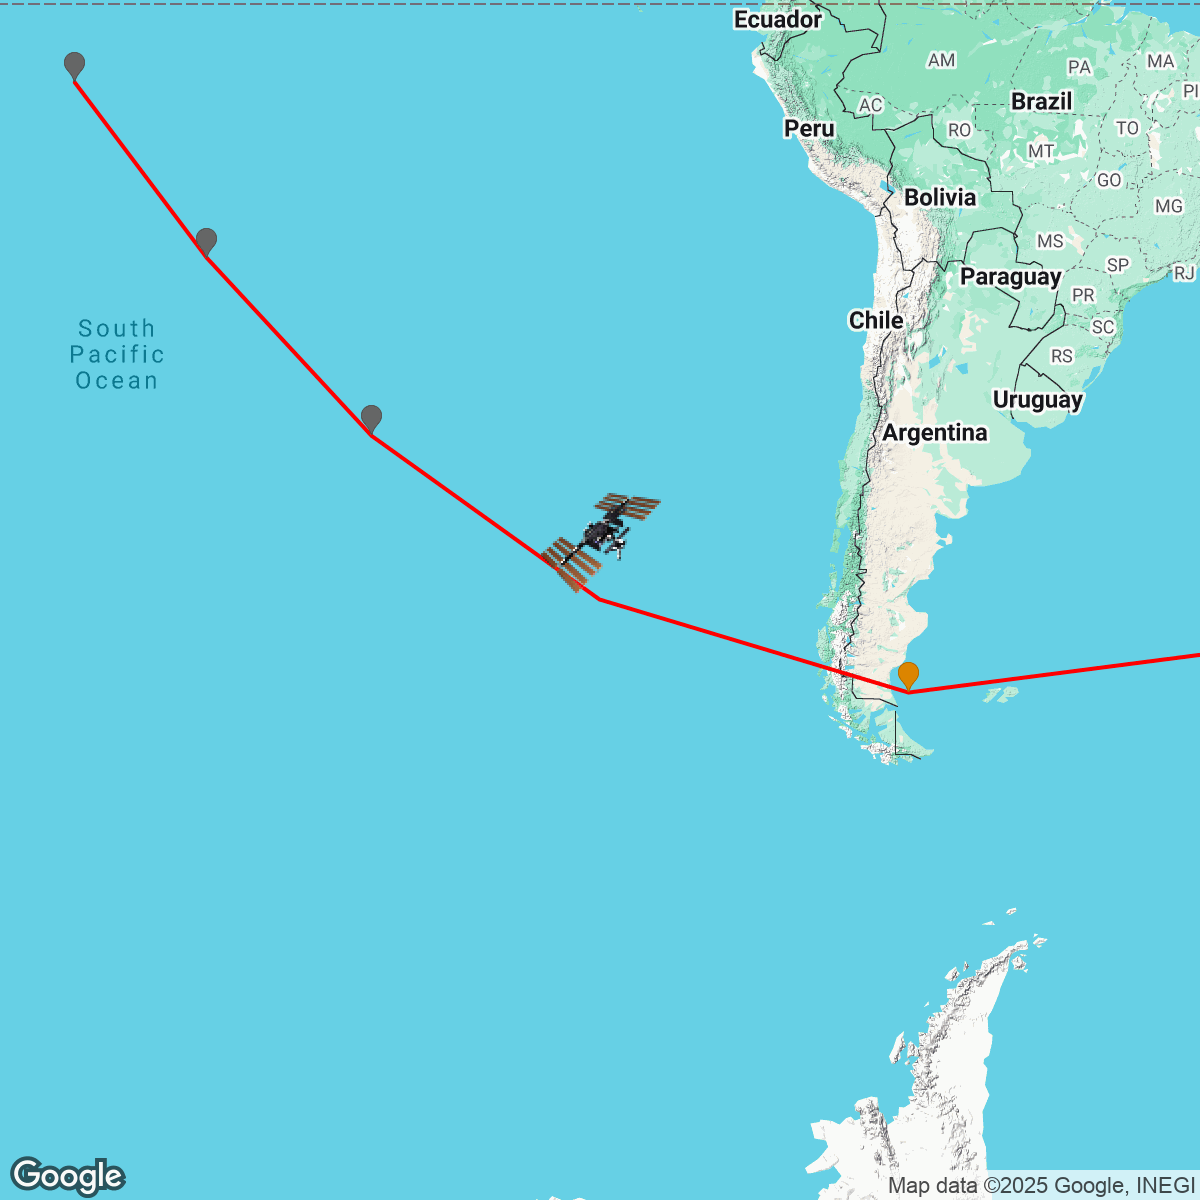 Ecuador
AM
PA
MA
PI
AC
Brazil
Peru
RO
TO
MT
GO
Bolivia
MG
MS
SP
Paraguay
RJ
PR
Chile
SC
South
Pacific
Ocean
RS
Uruguay
Argentina
Google
Map data ©2025 Google, INEGI